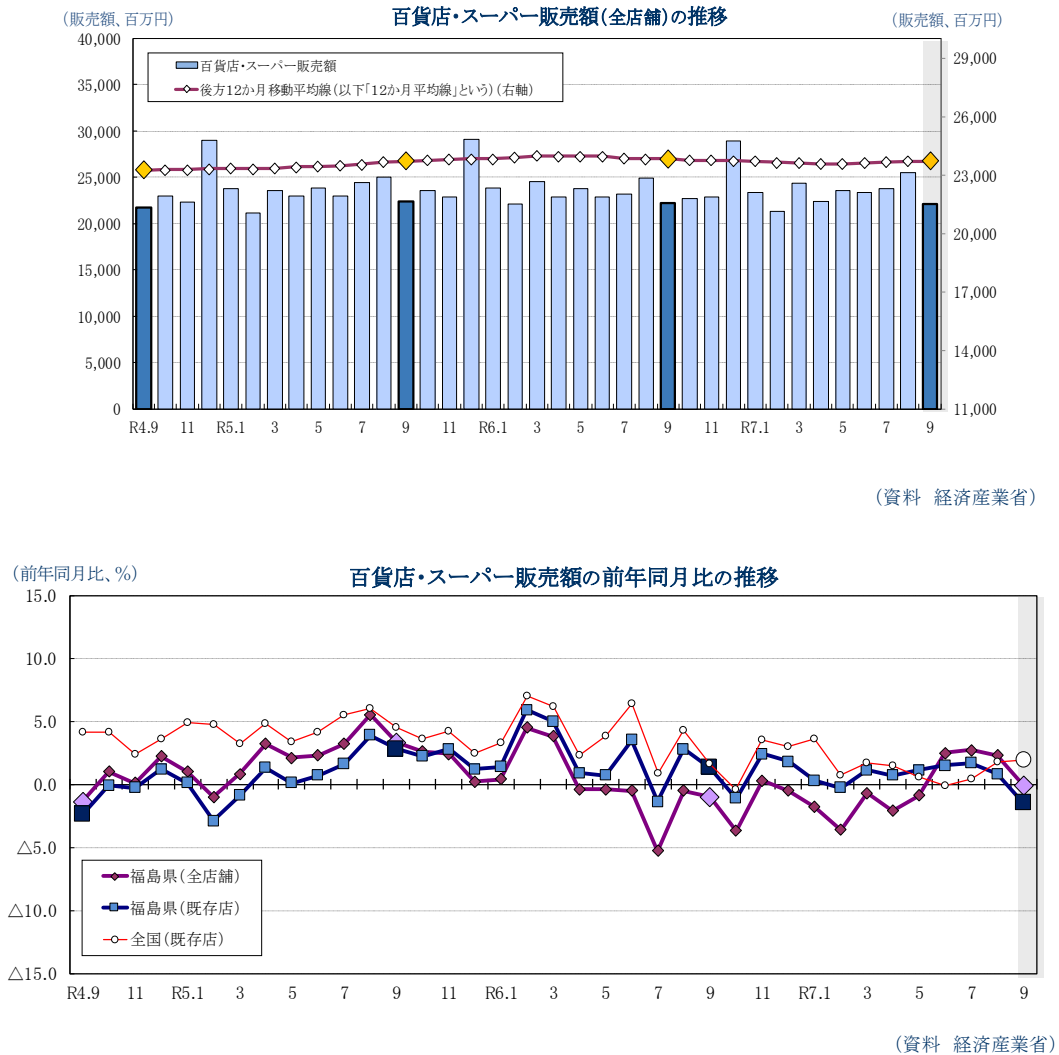 百貨店・スーパー販売額(全店舗)の推移
(販売額、百万円)
(販売額、百万円)
百貨店・スーパー販売額
後方12か月移動平均線(以下「12か月平均線」という)(右軸)
40,000
35,000
30,000
25,000
20,000
15,000
10,000
5,000
0
29,000
26,000
23,000
20,000
17,000
14,000
11,000
R4.9 11 R5.1 3 5 7 9 11 R6.1 3 5 7 9 11 R7.1 3 5 7 9
(資料 経済産業省)
(前年同月比、%)
百貨店・スーパー販売額の前年同月比の推移
15.0
10.0
5.0
0.0
△5.0
△10.0
△15.0
福島県(全店舗)
福島県(既存店)
全国(既存店)
R4.9 11 R5.1 3 5 7 9 11 R6.1 3 5 7 9 11 R7.1 3 5 7 9
(資料 経済産業省)